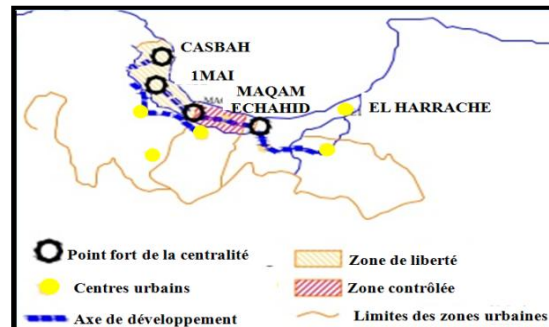 CASBAH
1MAI
MAQAM
ECHAHID
EL HARRACHE
Point fort de la centralité
Zone de liberté
Centres urbains
Zone contrôlée
Axe de développement
Limites des zones urbaines